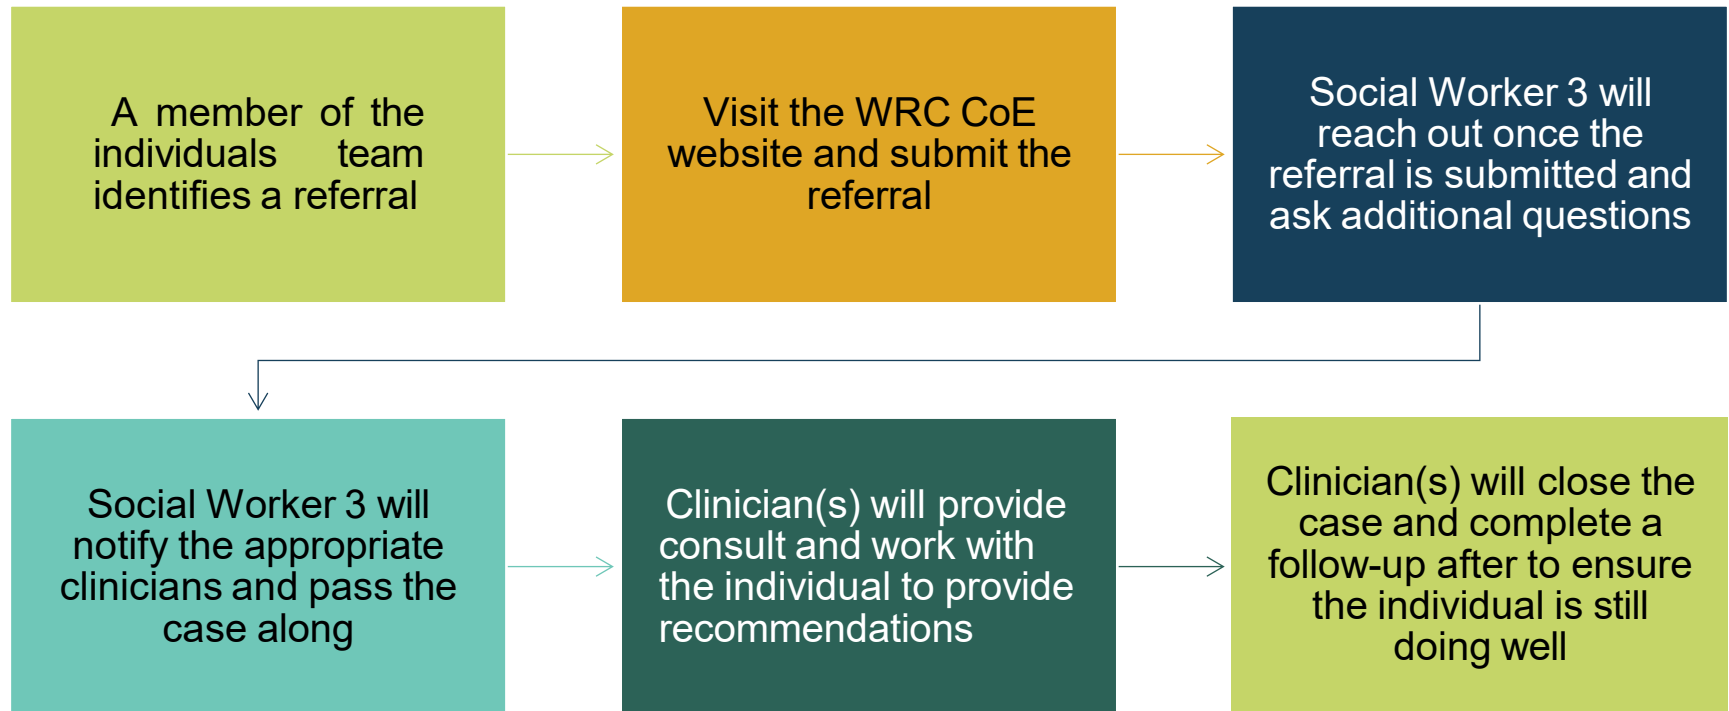 A member of the
individuals team
identifies a referral
Visit the WRC CoE
website and submit the
referral
Social Worker 3 will
reach out once the
referral is submitted and
ask additional questions
Social Worker 3 will
notify the appropriate
clinicians and pass the
case along
Clinician(s) will provide
consult and work with
the individual to provide
recommendations
Clinician(s) will close the
case and complete a
follow-up after to ensure
the individual is still
doing well